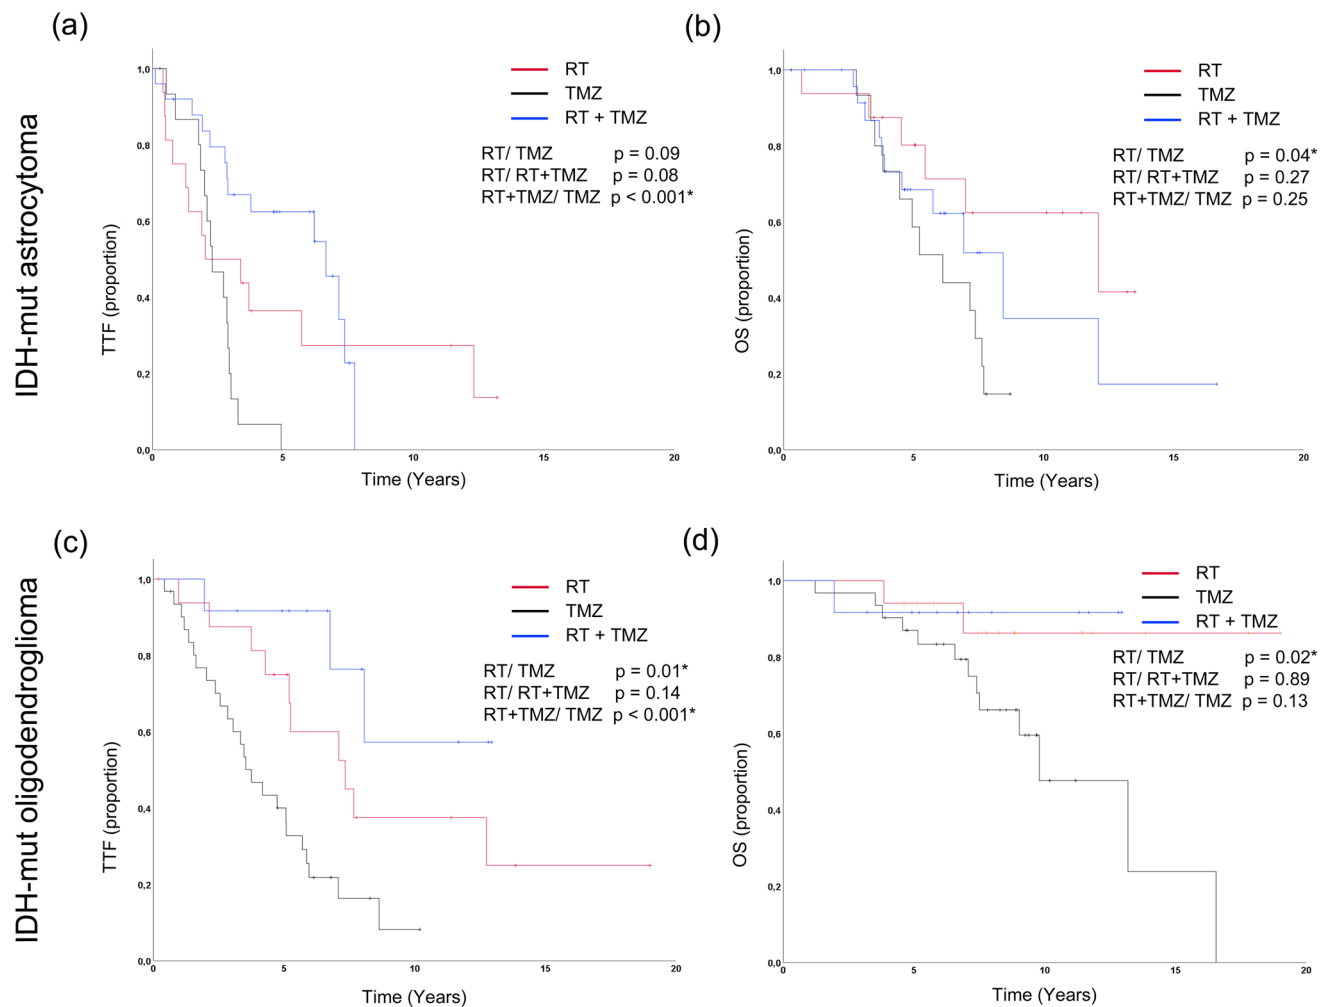 (a)
IDH-mut astrocytoma
TTF (proportion)
1,0
0,8
0,6
0,4
0,2
0,0
0 5 10 15 20
Time (Years)
RT
TMZ
RT + TMZ
RT/ TMZ p = 0.09
RT/ RT+TMZ p = 0.08
RT+TMZ/ TMZ p < 0.001*
(b)
OS (proportion)
1,0
0,8
0,6
0,4
0,2
0,0
0 5 10 15 20
Time (Years)
RT
TMZ
RT + TMZ
RT/ TMZ p = 0.04*
RT/ RT+TMZ p = 0.27
RT+TMZ/ TMZ p = 0.25
(c)
IDH-mut oligodendroglioma
TTF (proportion)
1,0
0,8
0,6
0,4
0,2
0,0
0 5 10 15 20
Time (Years)
RT
TMZ
RT + TMZ
RT/ TMZ p = 0.01*
RT/ RT+TMZ p = 0.14
RT+TMZ/ TMZ p < 0.001*
(d)
OS (proportion)
1,0
0,8
0,6
0,4
0,2
0,0
0 5 10 15 20
Time (Years)
RT
TMZ
RT + TMZ
RT/ TMZ p = 0.02*
RT/ RT+TMZ p = 0.89
RT+TMZ/ TMZ p = 0.13